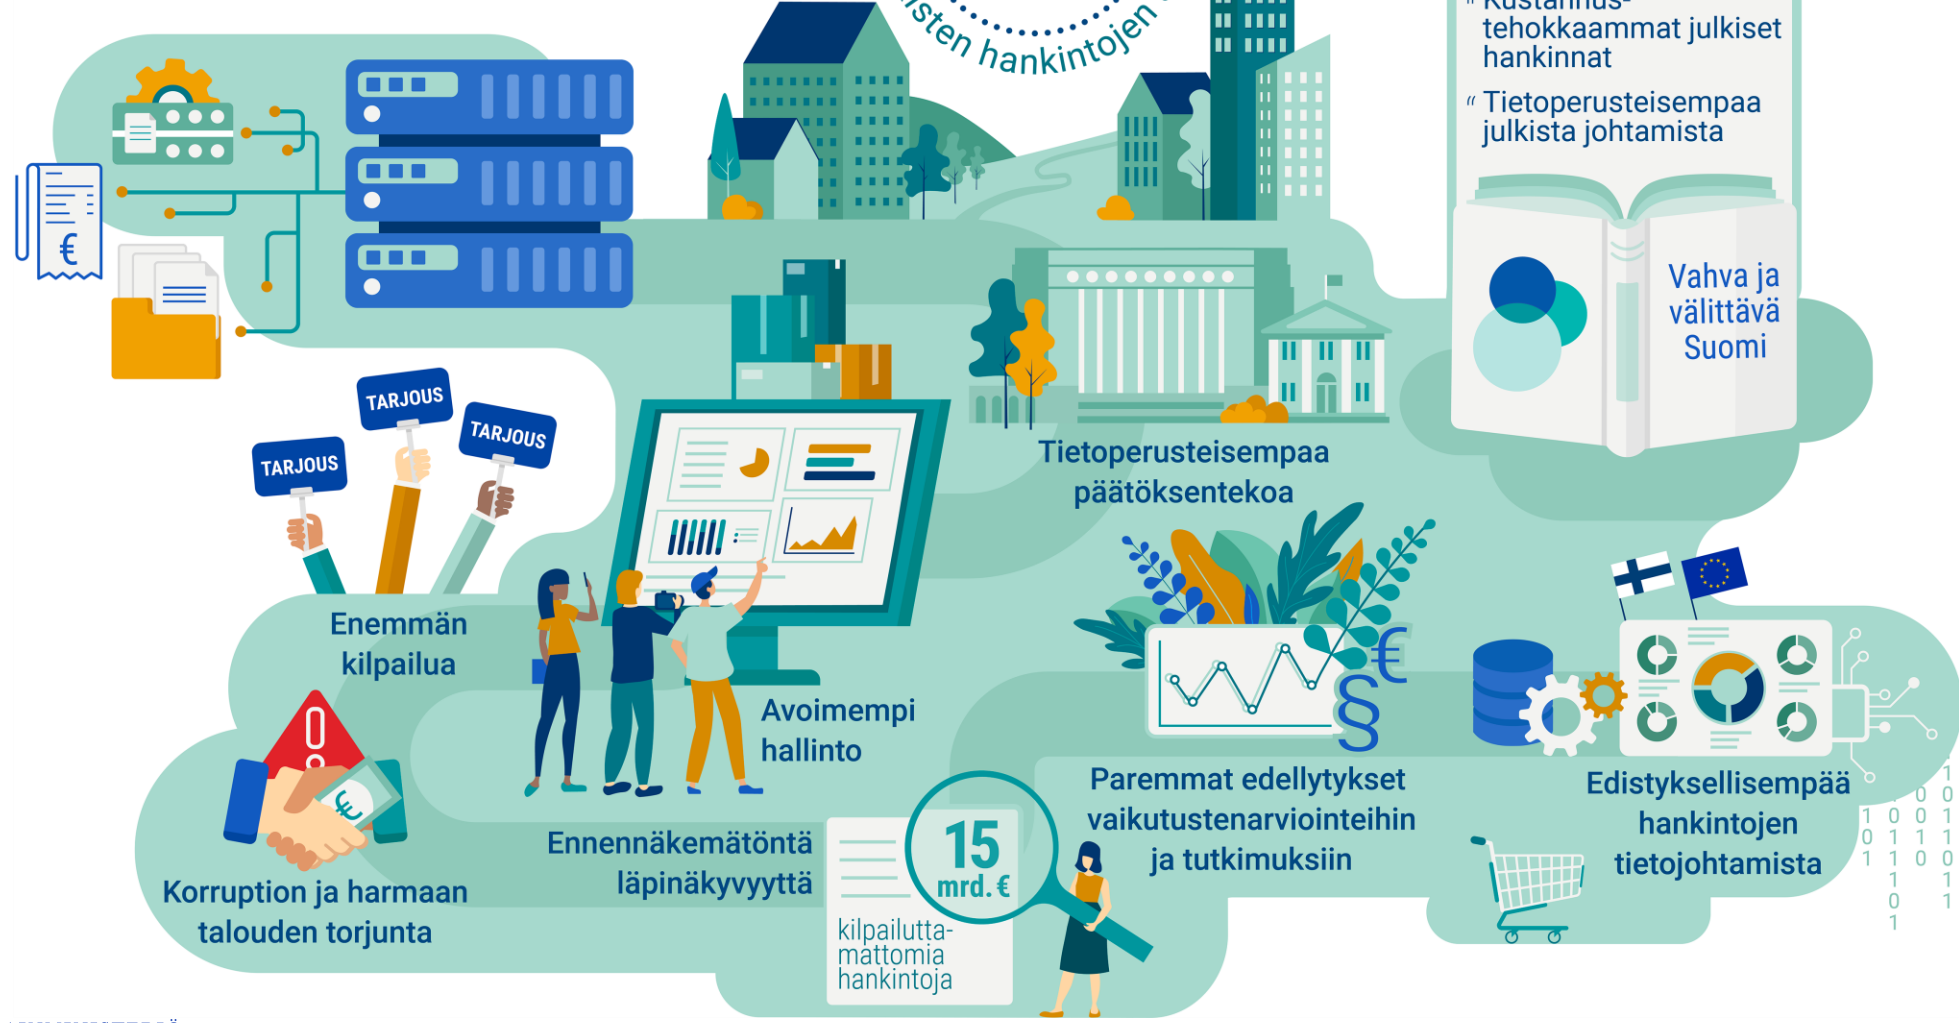 hankintojen
tehokkaammat julkiset
hankinnat
“ Tietoperusteisempaa
julkista johtamista
€
Vahva ja
välittävä
Suomi
TARJOUS
TARJOUS
TARJOUS
Tietoperusteisempaa
päätöksentekoa
Enemmän
kilpailua
€
§
Avoimempi
hallinto
€
Paremmat edellytykset
vaikutustenarviointeihin
ja tutkimuksiin
Edistyksellisempää
hankintojen
tietojohtamista
Ennennäkemätöntä
läpinäkyvyyttä
15
mrd. €
kilpailutta-
mattomia
hankintoja
Korruption ja harmaan
talouden torjunta